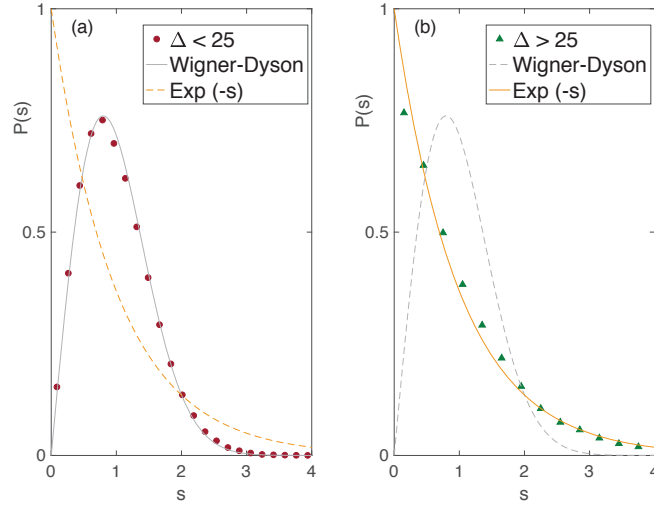 (a)
Δ < 25
Wigner-Dyson
Exp (-s)
P(s)
1
0.5
0
0
1
2
3
4
s
(b)
Δ > 25
Wigner-Dyson
Exp (-s)
P(s)
1
0.5
0
0
1
2
3
4
s